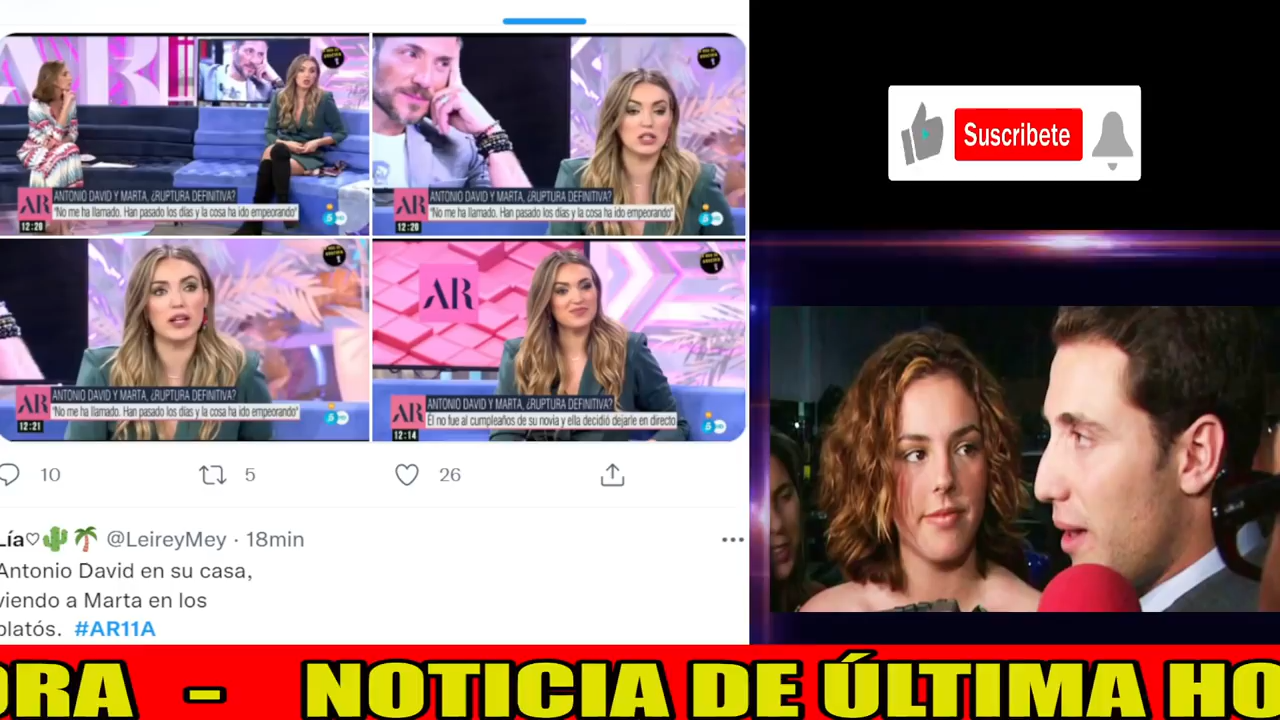 AR
ANTONIO DAVID Y MARTA, ¿RUPTURA DEFINITIVA?
"No me ha llamado. Han pasado los días y la cosa ha ido empeorando"
12:20
AR
ANTONIO DAVID Y MARTA, ¿RUPTURA DEFINITIVA?
"No me ha llamado. Han pasado los días y la cosa ha ido empeorando"
12:20
AR
ANTONIO DAVID Y MARTA, ¿RUPTURA DEFINITIVA?
"No me ha llamado. Han pasado los días y la cosa ha ido empeorando"
12:21
AR
AR
ANTONIO DAVID Y MARTA, ¿RUPTURA DEFINITIVA?
Él no fue al cumpleaños de su novia y ella decidió dejarle en directo
12:14
10 5 26
Lía♡🌵🌴 @LeireyMey · 18min
Antonio David en su casa,
viendo a Marta en los
platós. #AR11A
Suscribete
ORA - NOTICIA DE ÚLTIMA HO